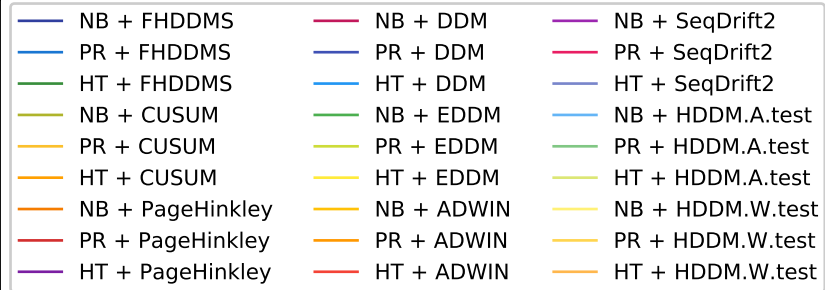 NB + FHDDMS
PR + FHDDMS
HT + FHDDMS
NB + CUSUM
PR + CUSUM
HT + CUSUM
NB + PageHinkley
PR + PageHinkley
HT + PageHinkley
NB + DDM
PR + DDM
HT + DDM
NB + EDDM
PR + EDDM
HT + EDDM
NB + ADWIN
PR + ADWIN
HT + ADWIN
NB + SeqDrift2
PR + SeqDrift2
HT + SeqDrift2
NB + HDDM.A.test
PR + HDDM.A.test
HT + HDDM.A.test
NB + HDDM.W.test
PR + HDDM.W.test
HT + HDDM.W.test